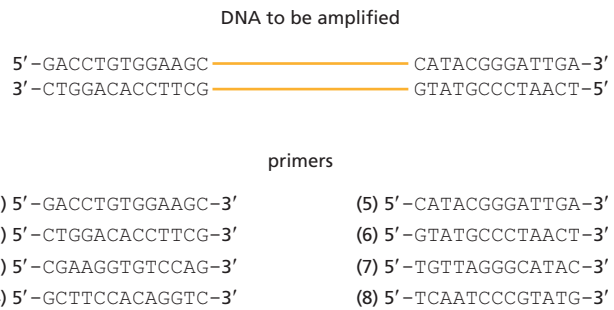 DNA to be amplified
5′–GACCTGTGGAAGC CATACGGGATTGA–3′
3′–CTGGACACCTTCG GTATGCCCTAACT–5′
primers
) 5′–GACCTGTGGAAGC–3′ (5) 5′–CATACGGGATTGA–3′
) 5′–CTGGACACCTTCG–3′ (6) 5′–GTATGCCCTAACT–3′
) 5′–CGAAGGTGTCCAG–3′ (7) 5′–TGTTAGGGCATAC–3′
) 5′–GCTTCCACAGGTC–3′ (8) 5′–TCAATCCCGTATG–3′